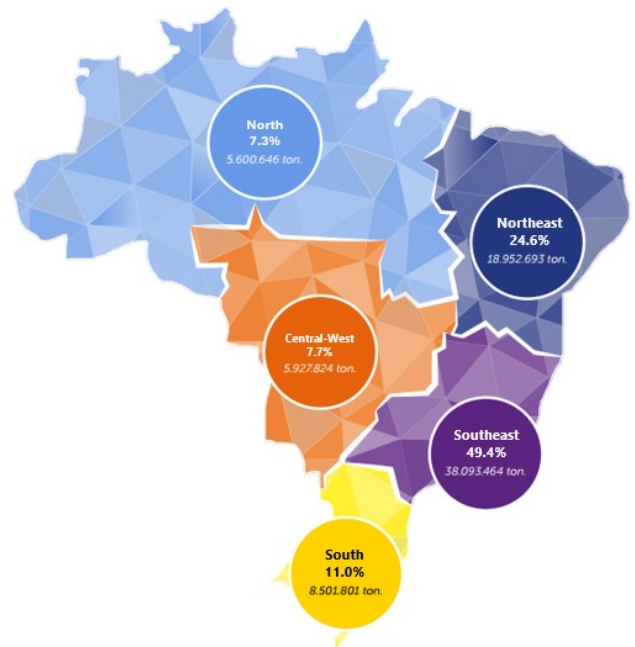 North
7.3%
5.600.646 ton.
Northeast
24.6%
18.952.693 ton.
Central-West
7.7%
5.927.824 ton.
Southeast
49.4%
38.093.464 ton.
South
11.0%
8.501.801 ton.